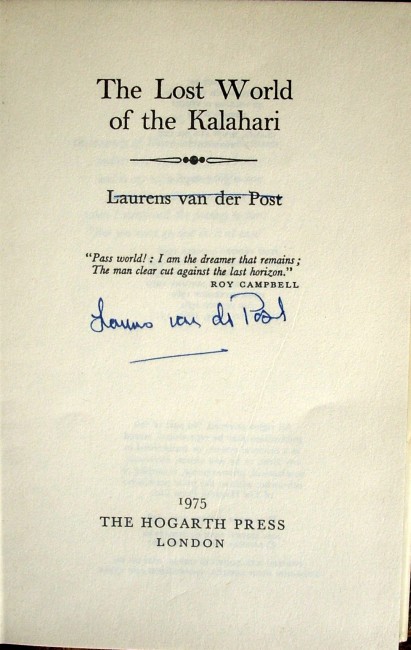 The Lost World
of the Kalahari
Laurens van der Post
"Pass world! : I am the dreamer that remains ;
The man clear cut against the last horizon."
ROY CAMPBELL
Laurens van der Post
1975
THE HOGARTH PRESS
LONDON